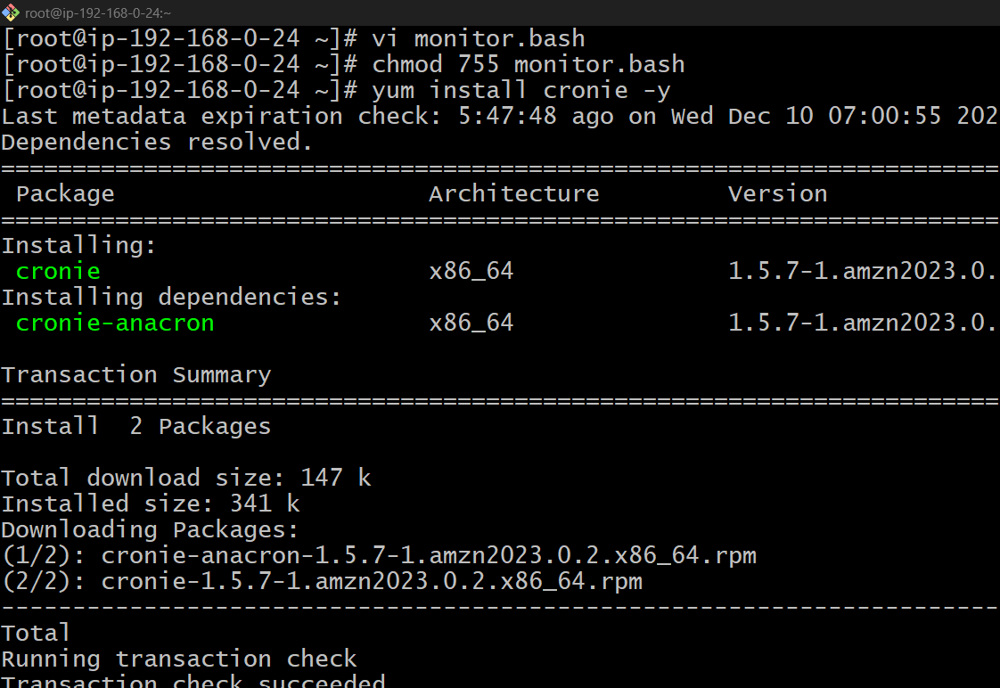 root@ip-192-168-0-24:~
[root@ip-192-168-0-24 ~]# vi monitor.bash
[root@ip-192-168-0-24 ~]# chmod 755 monitor.bash
[root@ip-192-168-0-24 ~]# yum install cronie -y
Last metadata expiration check: 5:47:48 ago on Wed Dec 10 07:00:55 202
Dependencies resolved.
======================================================================
Package Architecture Version
======================================================================
Installing:
cronie x86_64 1.5.7-1.amzn2023.0.
Installing dependencies:
cronie-anacron x86_64 1.5.7-1.amzn2023.0.
Transaction Summary
======================================================================
Install 2 Packages
Total download size: 147 k
Installed size: 341 k
Downloading Packages:
(1/2): cronie-anacron-1.5.7-1.amzn2023.0.2.x86_64.rpm
(2/2): cronie-1.5.7-1.amzn2023.0.2.x86_64.rpm
----------------------------------------------------------------------
Total
Running transaction check
Transaction check succeeded